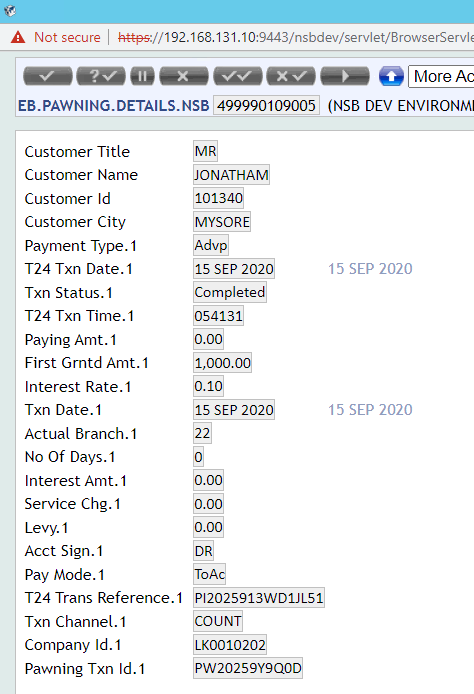 Not secure | https://192.168.131.10:9443/nsbdev/servlet/BrowserServle
More Ac
EB.PAWNING.DETAILS.NSB 499990109005 (NSB DEV ENVIRONM
Customer Title MR
Customer Name JONATHAM
Customer Id 101340
Customer City MYSORE
Payment Type.1 Advp
T24 Txn Date.1 15 SEP 2020 15 SEP 2020
Txn Status.1 Completed
T24 Txn Time.1 054131
Paying Amt.1 0.00
First Grntd Amt.1 1,000.00
Interest Rate.1 0.10
Txn Date.1 15 SEP 2020 15 SEP 2020
Actual Branch.1 22
No Of Days.1 0
Interest Amt.1 0.00
Service Chg.1 0.00
Levy.1 0.00
Acct Sign.1 DR
Pay Mode.1 ToAc
T24 Trans Reference.1 PI2025913WD1JL51
Txn Channel.1 COUNT
Company Id.1 LK0010202
Pawning Txn Id.1 PW20259Y9Q0D